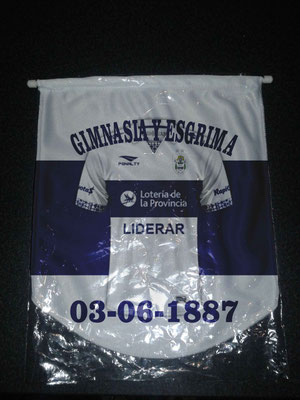 GIMNASIA Y ESGRIMA
PENALTY
Lotería de
la Provincia
LIDERAR
03-06-1887